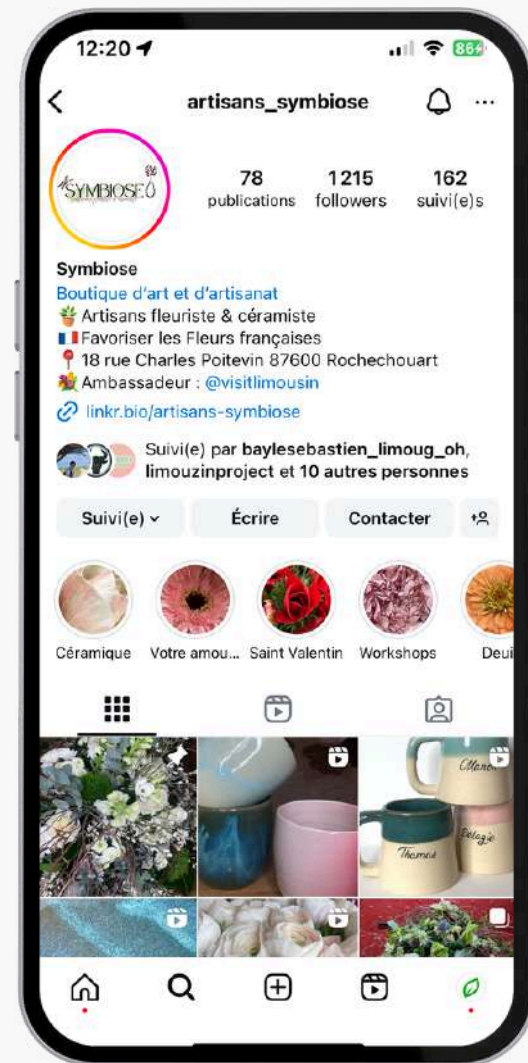 12:20
86
artisans_symbiose
SYMBIOSE
78
publications
1215
followers
162
suivi(e)s
Symbiose
Boutique d'art et d'artisanat
Artisans fleuriste & céramiste
Favoriser les Fleurs françaises
18 rue Charles Poitevin 87600 Rochechouart
Ambassadeur : @visitlimousin
linkr.bio/artisans-symbiose
Suivi(e) par baylesebastien_limoug_oh,
limouzinproject et 10 autres personnes
Suivi(e)
Écrire
Contacter
Céramique
Votre amou...
Saint Valentin
Workshops
Deui
Manon
Thomas
Pelagie